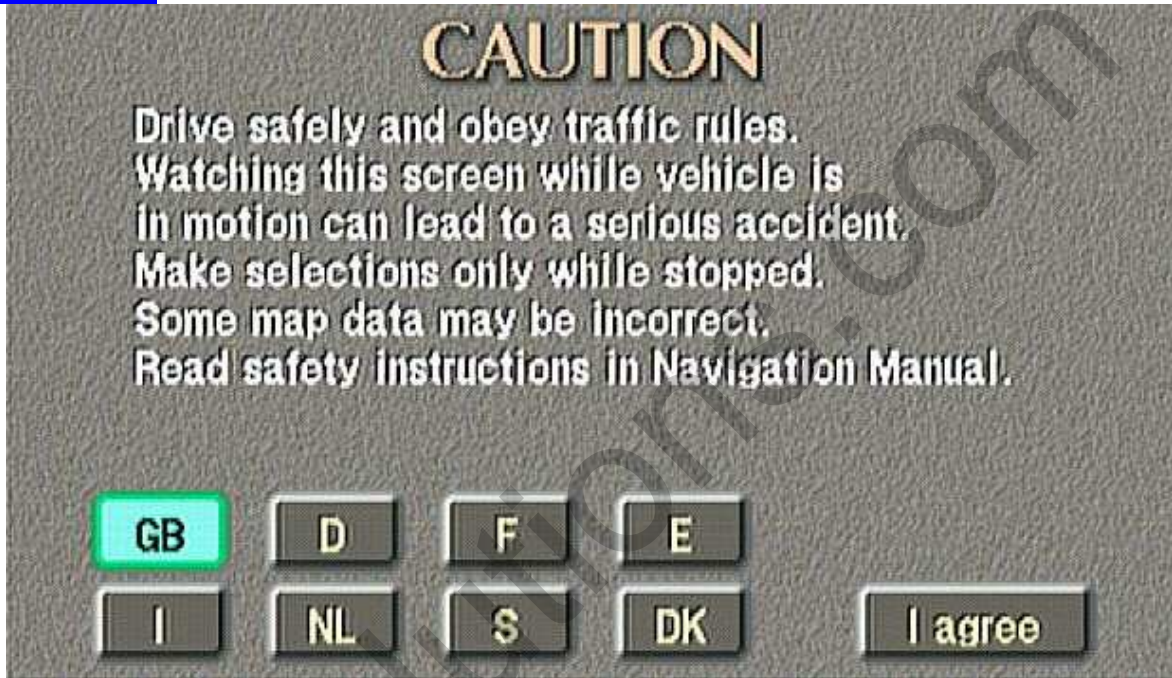 CAUTION
Drive safely and obey traffic rules.
Watching this screen while vehicle is
in motion can lead to a serious accident.
Make selections only while stopped.
Some map data may be incorrect.
Read safety instructions in Navigation Manual.
GB D F E
I NL S DK I agree
utions.com